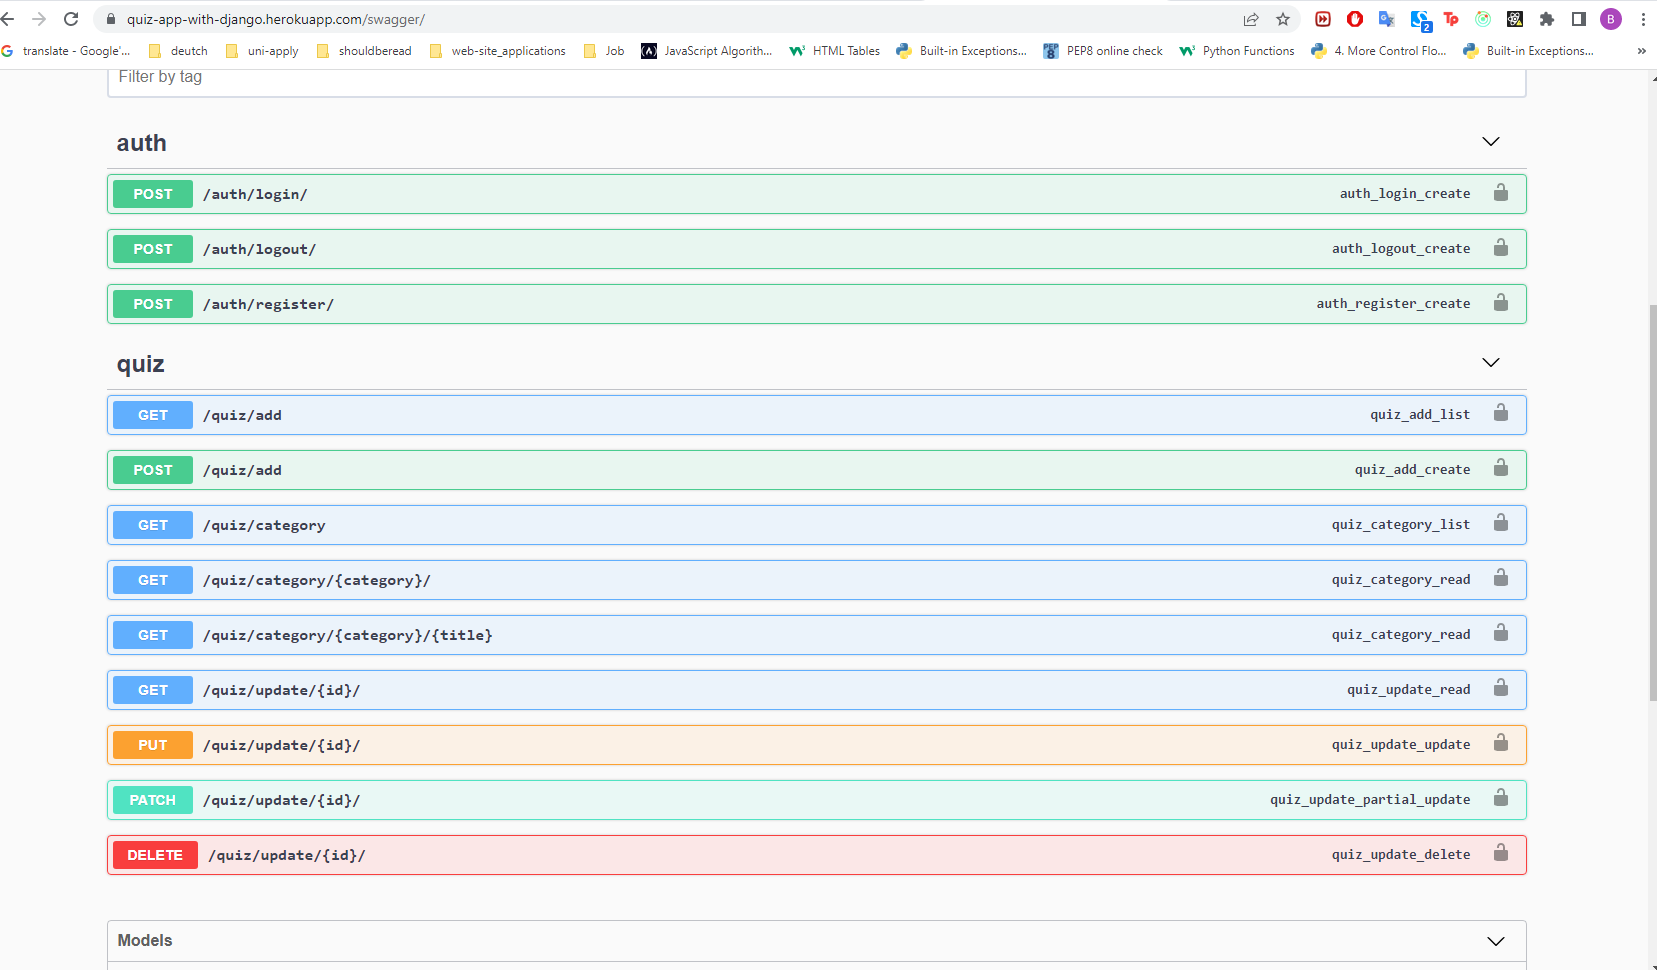 quiz-app-with-django.herokuapp.com/swagger/
2 Tp B
translate - Google'... deutch uni-apply shouldberead web-site_applications Job JavaScript Algorith... HTML Tables Built-in Exceptions... PEP 8 PEP8 online check Python Functions 4. More Control Flo... Built-in Exceptions... »
Filter by tag
auth
POST /auth/login/ auth_login_create
POST /auth/logout/ auth_logout_create
POST /auth/register/ auth_register_create
quiz
GET /quiz/add quiz_add_list
POST /quiz/add quiz_add_create
GET /quiz/category quiz_category_list
GET /quiz/category/{category}/ quiz_category_read
GET /quiz/category/{category}/{title} quiz_category_read
GET /quiz/update/{id}/ quiz_update_read
PUT /quiz/update/{id}/ quiz_update_update
PATCH /quiz/update/{id}/ quiz_update_partial_update
DELETE /quiz/update/{id}/ quiz_update_delete
Models